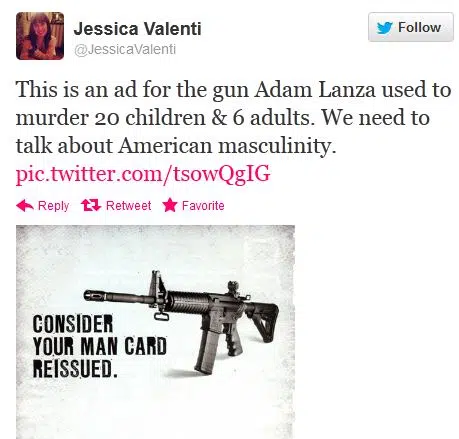 Jessica Valenti
@JessicaValenti
Follow
This is an ad for the gun Adam Lanza used to
murder 20 children & 6 adults. We need to
talk about American masculinity.
pic.twitter.com/tsowQgIG
Reply Retweet Favorite
CONSIDER
YOUR MAN CARD
REISSUED.